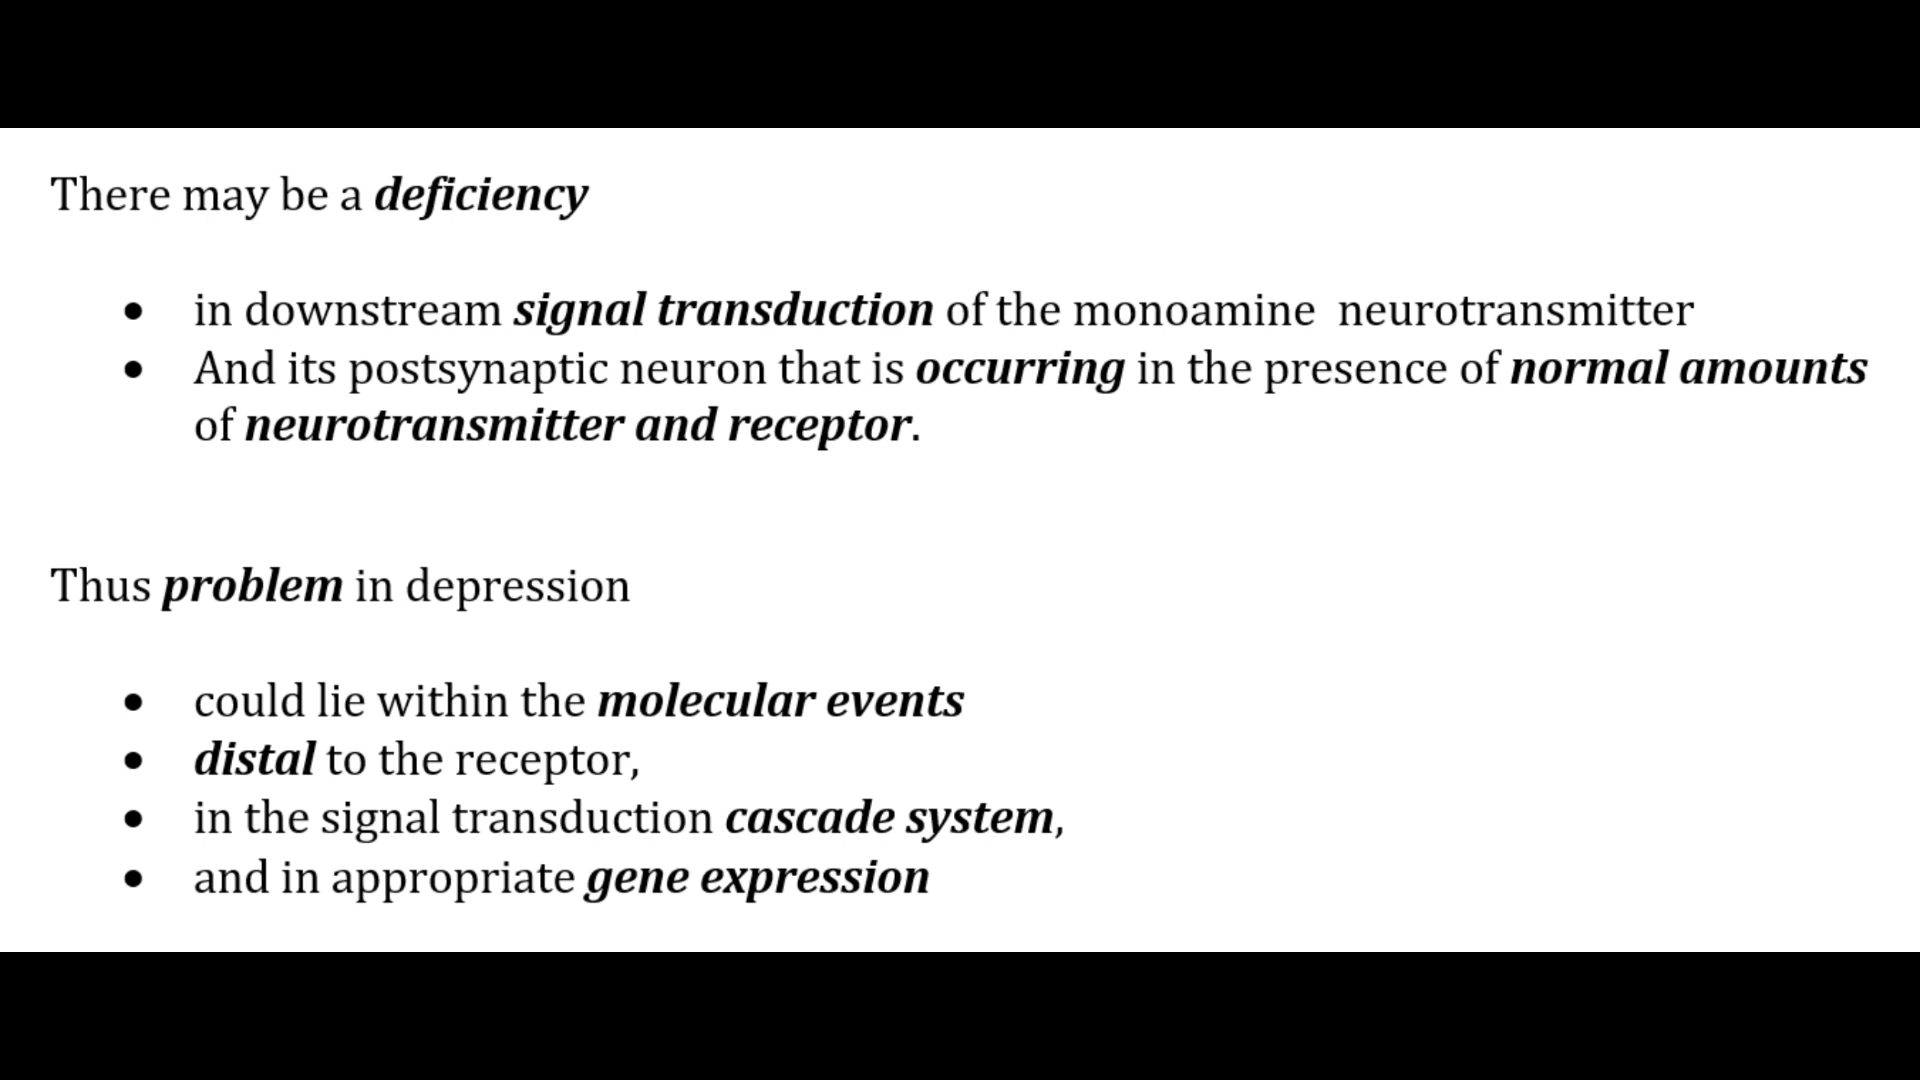 There may be a deficiency
• in downstream signal transduction of the monoamine  neurotransmitter
• And its postsynaptic neuron that is occurring in the presence of normal amounts
of neurotransmitter and receptor.
Thus problem in depression
• could lie within the molecular events
• distal to the receptor,
• in the signal transduction cascade system,
• and in appropriate gene expression